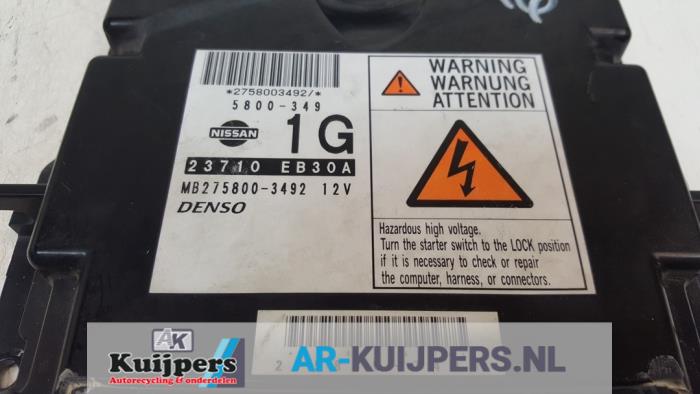 *2758003492/*
5800-349
NISSAN
1G
23710 EB30A
MB275800-3492 12V
DENSO
WARNING
WARNUNG
ATTENTION
Hazardous high voltage.
Turn the starter switch to the LOCK position
if it is necessary to check or repair
the computer, harness, or connectors.
AK
Kuijpers
Autorecycling & onderdelen
AR-KUIJPERS.NL